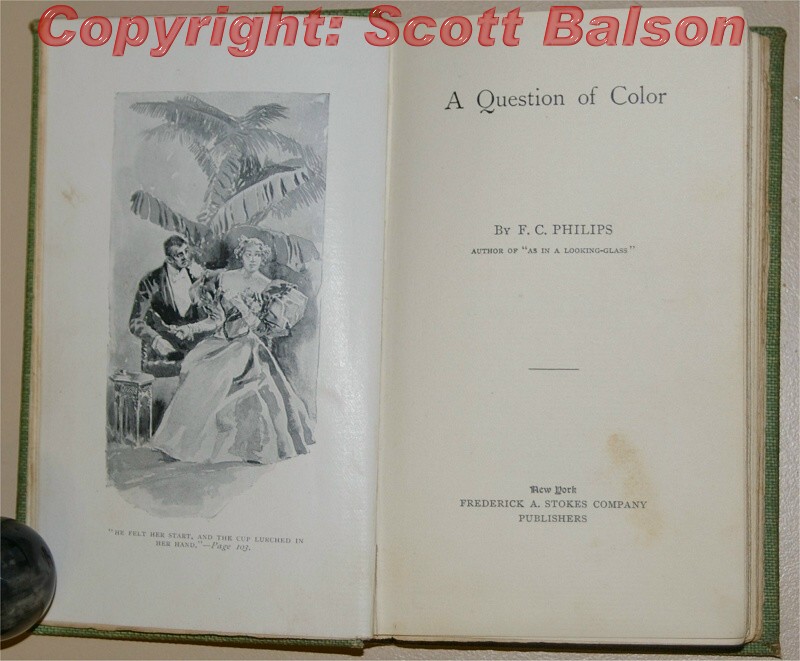 Copyright: Scott Balson
"HE FELT HER START, AND THE CUP LURCHED IN
HER HAND."—Page 103.
A Question of Color
By F. C. PHILIPS
AUTHOR OF "AS IN A LOOKING-GLASS"
New York
FREDERICK A. STOKES COMPANY
PUBLISHERS